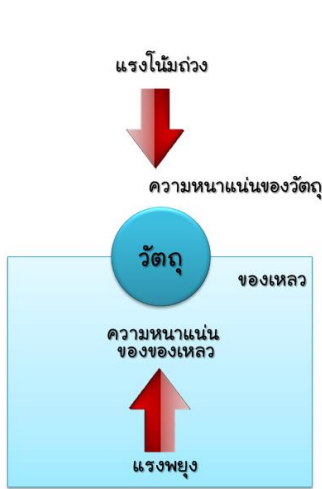 แรงโน้มถ่วง
ความหนาแน่นของวัตถุ
วัตถุ
ของเหลว
ความหนาแน่น
ของของเหลว
แรงพยุง